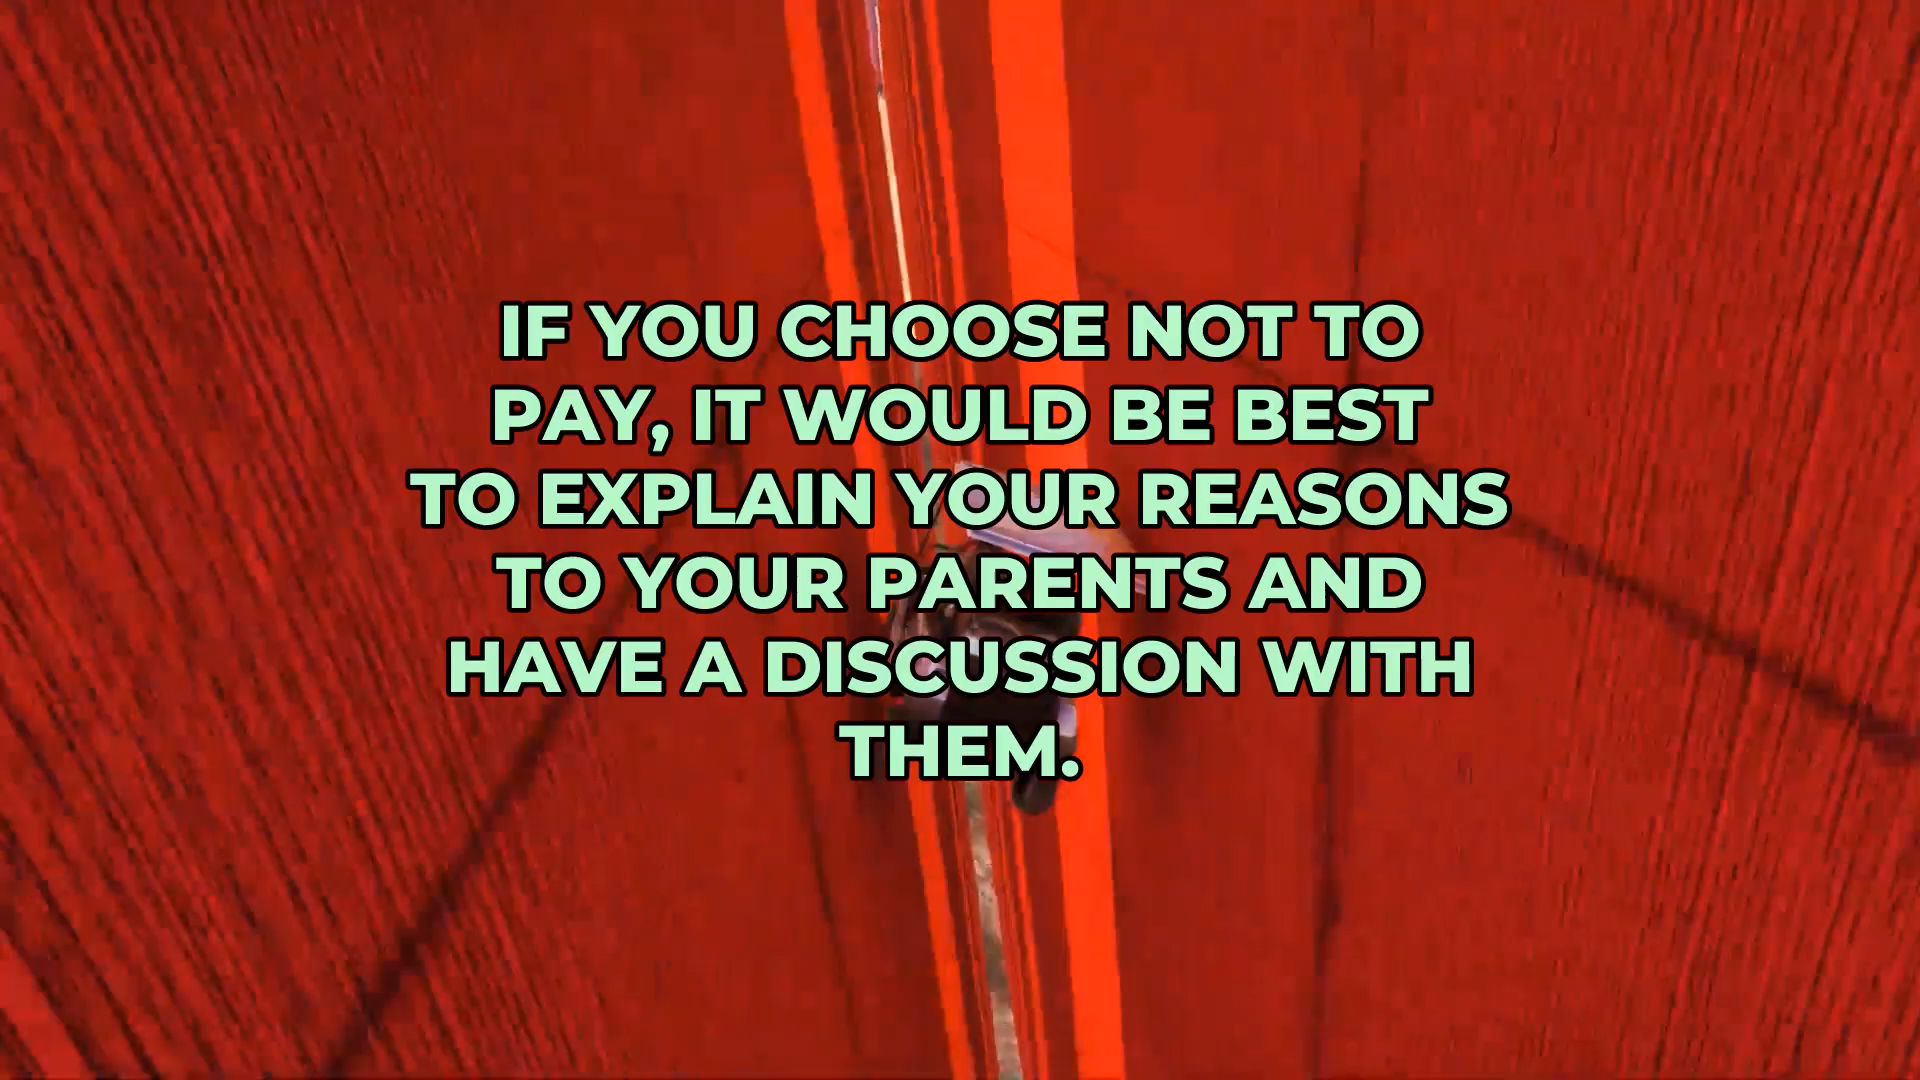 IF YOU CHOOSE NOT TO
PAY, IT WOULD BE BEST
TO EXPLAIN YOUR REASONS
TO YOUR PARENTS AND
HAVE A DISCUSSION WITH
THEM.